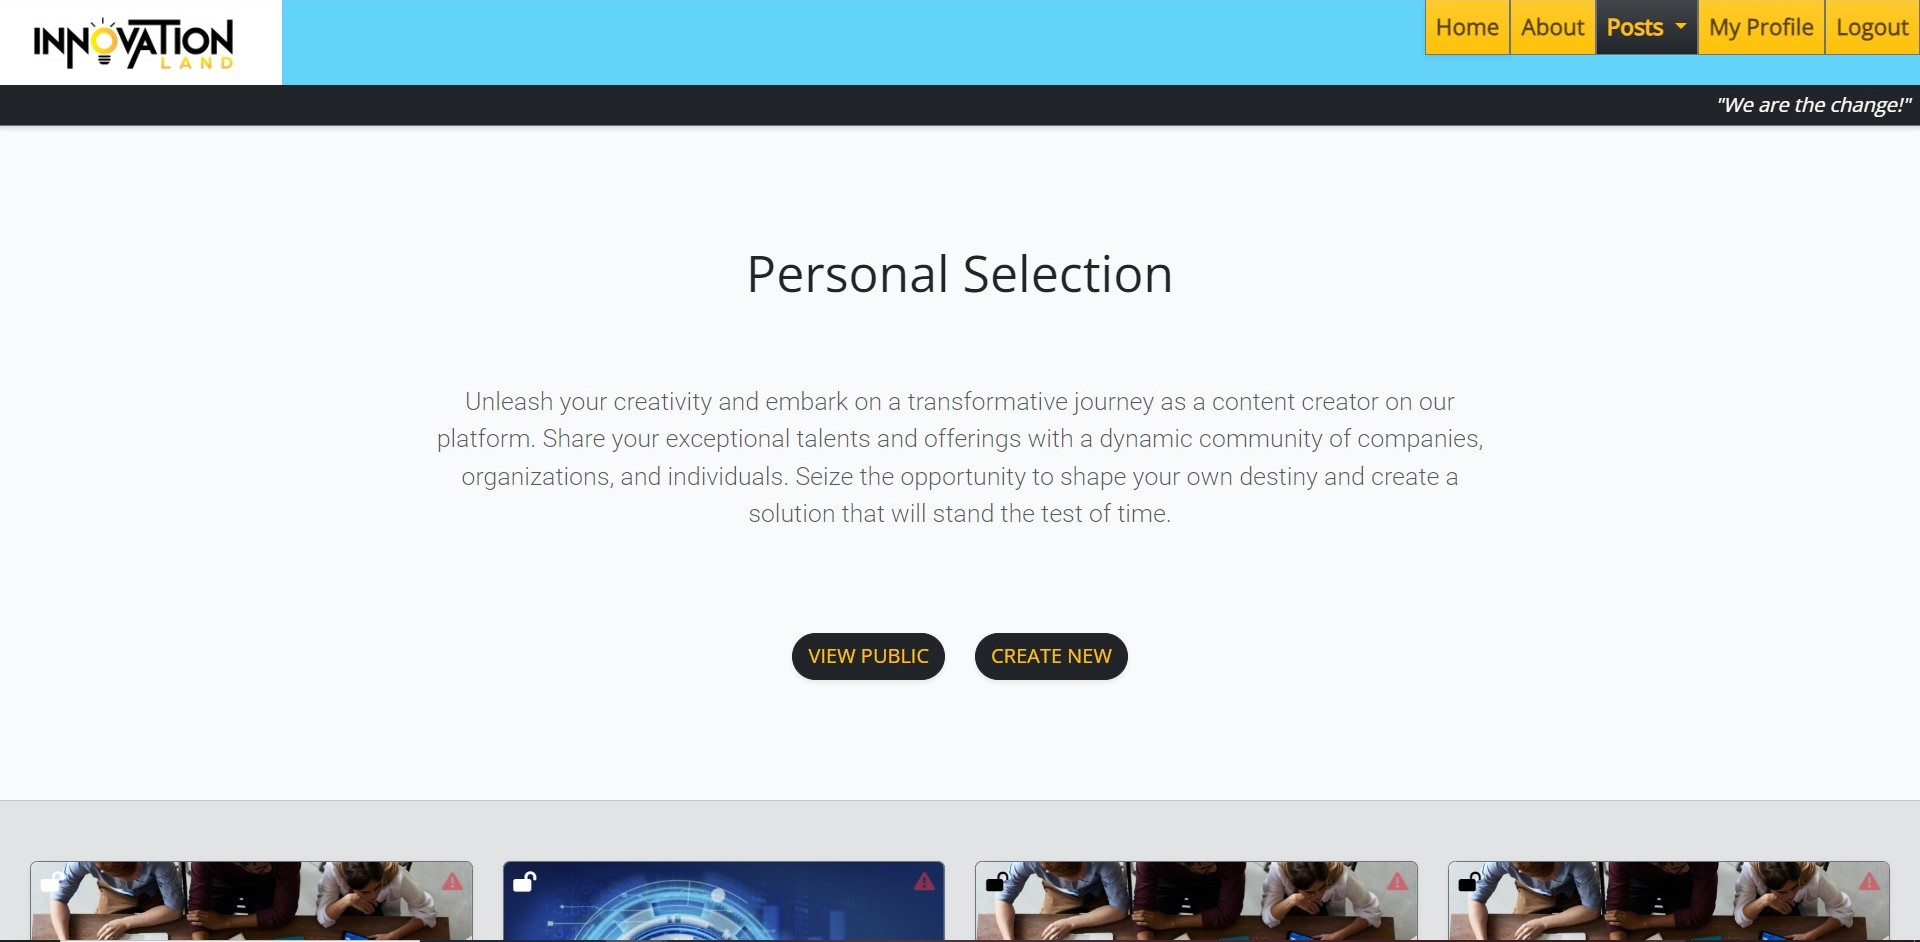 INNOVATION
LAND
Home About Posts My Profile Logout
"We are the change!"
Personal Selection
Unleash your creativity and embark on a transformative journey as a content creator on our
platform. Share your exceptional talents and offerings with a dynamic community of companies,
organizations, and individuals. Seize the opportunity to shape your own destiny and create a
solution that will stand the test of time.
VIEW PUBLIC CREATE NEW